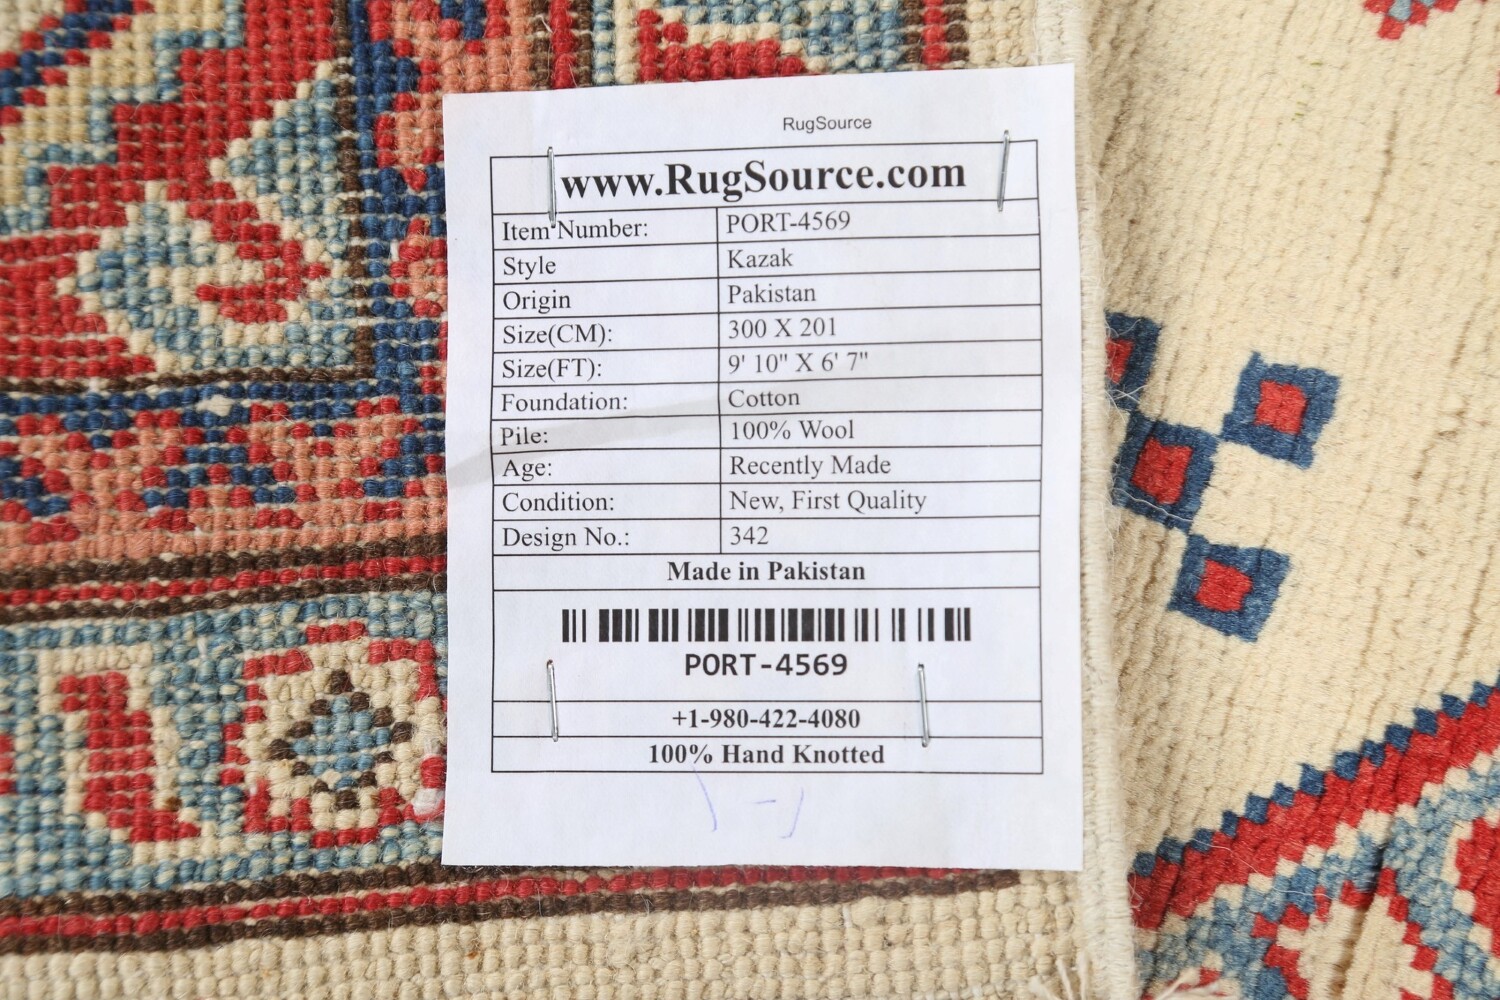 RugSource
www.RugSource.com
Item Number: PORT-4569
Style Kazak
Origin Pakistan
Size(CM): 300 X 201
Size(FT): 9' 10" X 6' 7"
Foundation: Cotton
Pile: 100% Wool
Age: Recently Made
Condition: New, First Quality
Design No.: 342
Made in Pakistan
PORT-4569
+1-980-422-4080
100% Hand Knotted